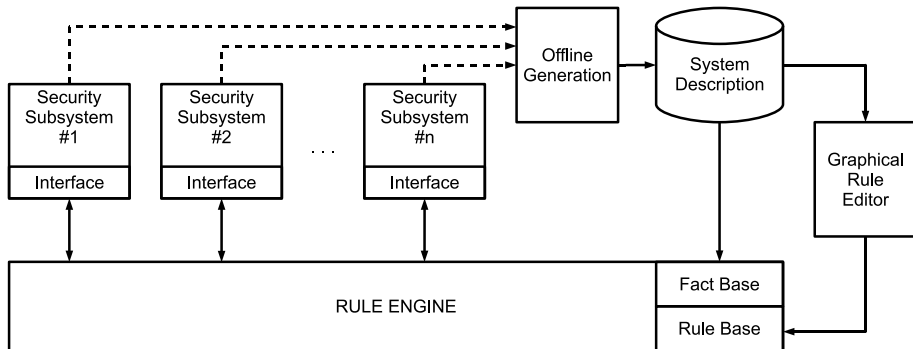 Security
Subsystem
#1
Interface
Security
Subsystem
#2
Interface
. . .
Security
Subsystem
#n
Interface
Offline
Generation
System
Description
Graphical
Rule
Editor
RULE ENGINE
Fact Base
Rule Base